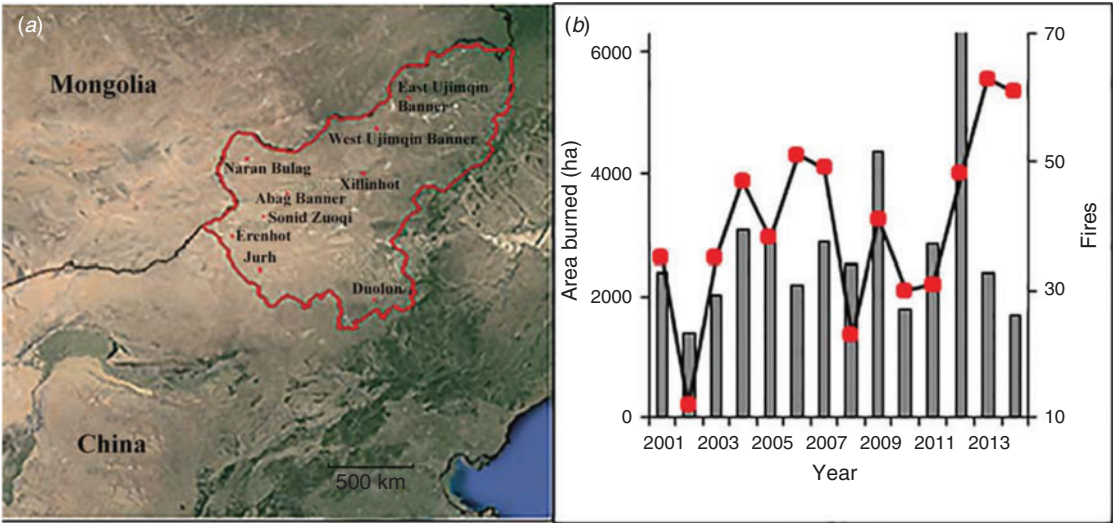 (a)
Mongolia
East Ujimqin
Banner
West Ujimqin Banner
Naran Bulag
Xillinhot
Abag Banner
Sonid Zuoqi
Erenhot
Jurh
Duolun
China
500 km
(b)
6000
4000
2000
0
Area burned (ha)
70
50
30
10
Fires
2001 2003 2005 2007 2009 2011 2013
Year